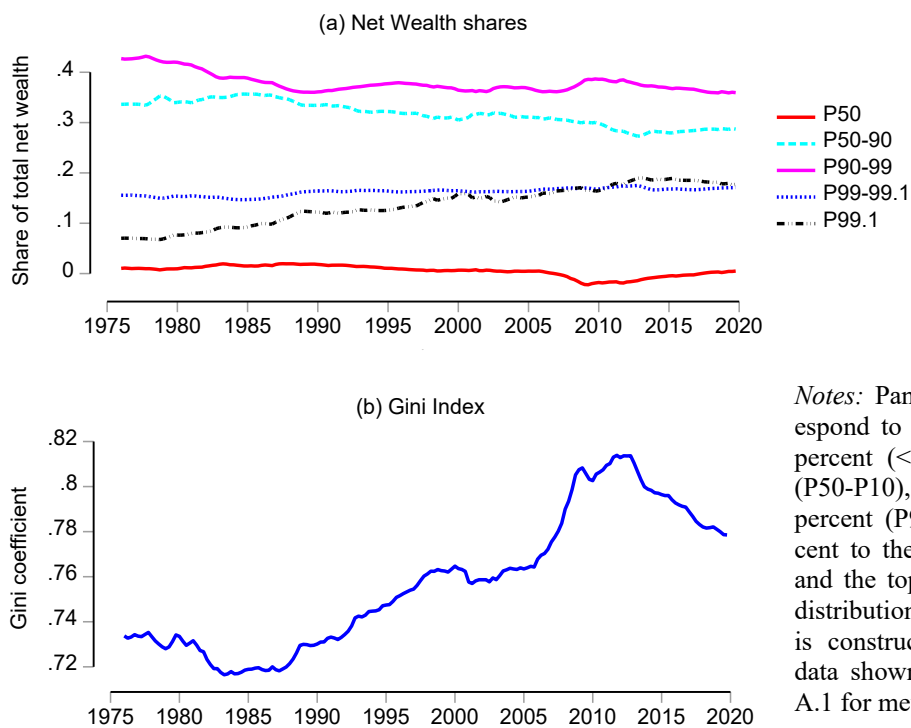 (a) Net Wealth shares
Share of total net wealth
.4
.3
.2
.1
0
1975 1980 1985 1990 1995 2000 2005 2010 2015 2020
P50
P50-90
P90-99
P99-99.1
P99.1
(b) Gini Index
Gini coefficient
.82
.8
.78
.76
.74
.72
1975 1980 1985 1990 1995 2000 2005 2010 2015 2020
Notes: Pan
espond to
percent (<
(P50-P10),
percent (P9
cent to the
and the top
distribution
is construc
data shown
A.1 for me